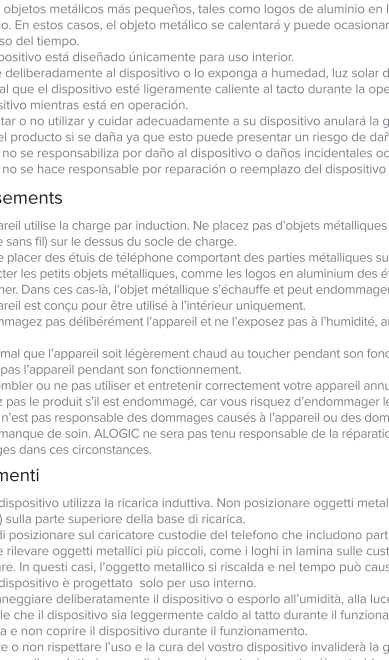 objetos metálicos más pequeños, tales como logos de aluminio en l
o. En estos casos, el objeto metálico se calentará y puede ocasionar
so del tiempo.
positivo está diseñado únicamente para uso interior.
e deliberadamente al dispositivo o lo exponga a humedad, luz solar d
al que el dispositivo esté ligeramente caliente al tacto durante la ope
sitivo mientras está en operación.
tar o no utilizar y cuidar adecuadamente a su dispositivo anulará la g
el producto si se daña ya que esto puede presentar un riesgo de dañ
no se responsabiliza por daño al dispositivo o daños incidentales oc
no se hace responsable por reparación o reemplazo del dispositivo
sements
areil utilise la charge par induction. Ne placez pas d'objets métalliques
e sans fil) sur le dessus du socle de charge.
e placer des étuis de téléphone comportant des parties métalliques su
cter les petits objets métalliques, comme les logos en aluminium des é
ner. Dans ces cas-là, l'objet métallique s'échauffe et peut endommager
areil est conçu pour être utilisé à l'intérieur uniquement.
mmagez pas délibérément l'appareil et ne l'exposez pas à l'humidité, a
mal que l'appareil soit légèrement chaud au toucher pendant son fonc
pas l'appareil pendant son fonctionnement.
embler ou ne pas utiliser et entretenir correctement votre appareil annu
z pas le produit s'il est endommagé, car vous risquez d'endommager le
n'est pas responsable des dommages causés à l'appareil ou des dom
manque de soin. ALOGIC ne sera pas tenu responsable de la réparatio
ges dans ces circonstances.
menti
dispositivo utilizza la ricarica induttiva. Non posizionare oggetti metal
) sulla parte superiore della base di ricarica.
di posizionare sul caricatore custodie del telefono che includono part
e rilevare oggetti metallici più piccoli, come i loghi in lamina sulle cust
are. In questi casi, l'oggetto metallico si riscalda e nel tempo può caus
dispositivo è progettato solo per uso interno.
nneggiare deliberatamente il dispositivo o esporlo all'umidità, alla luce
le che il dispositivo sia leggermente caldo al tatto durante il funziona
a e non coprire il dispositivo durante il funzionamento.
re o non rispettare l'uso e la cura del vostro dispositivo invaliderà la g